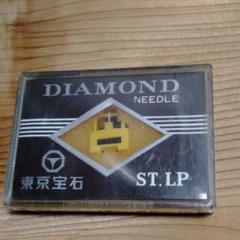 DIAMOND
NEEDLE
東京宝石
ST. LP